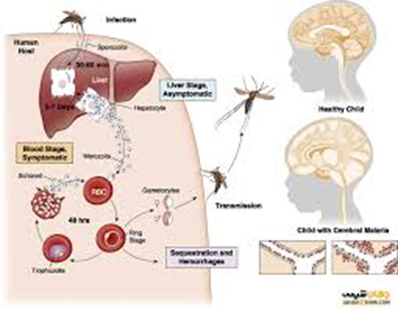 Infection
Human
Host
Sporozoite
30-60 min
Liver
5-7 Days
Hepatocyte
Liver Stage,
Asymptomatic
Healthy Child
Blood Stage,
Symptomatic
Merozoite
Schizont
RBC
Gametocytes
Transmission
48 hrs
Ring
Stage
Trophozoite
Sequestration and
Hemorrhages
Child with Cerebral Malaria